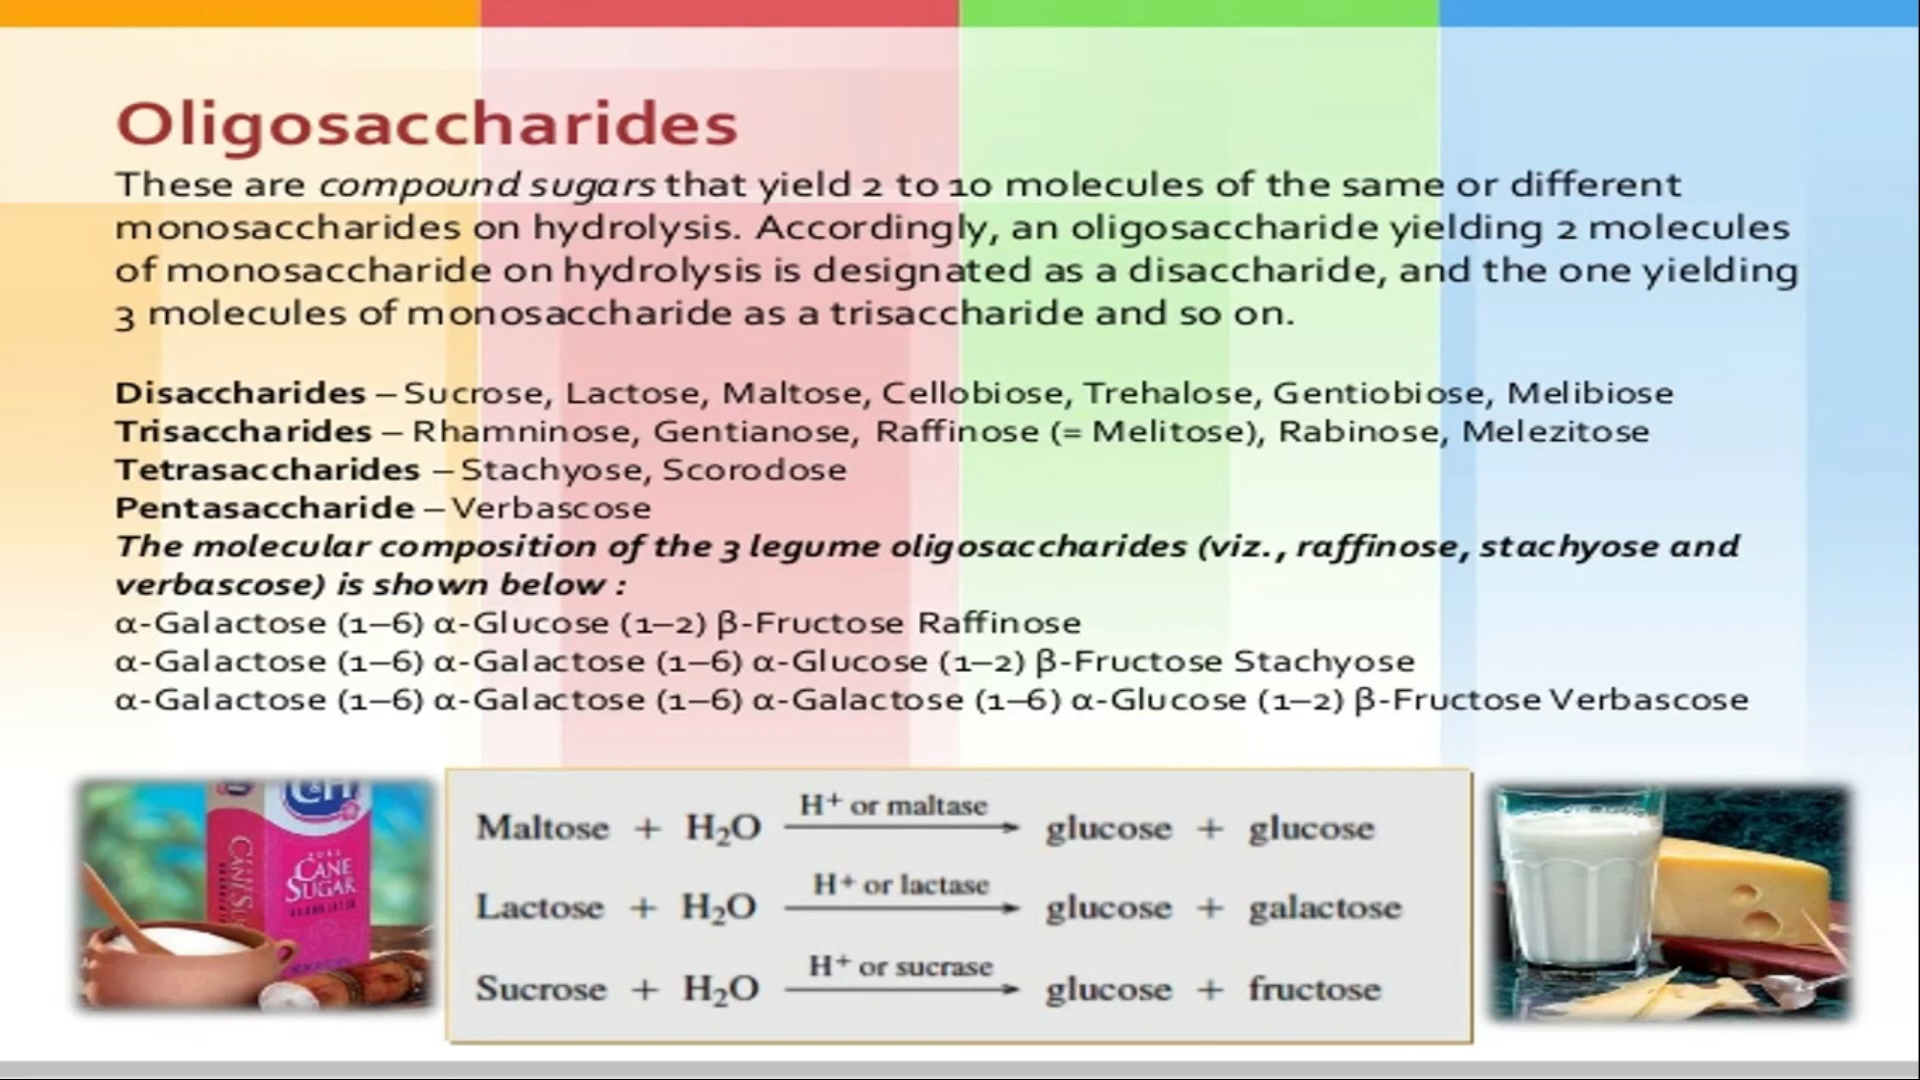 Oligosaccharides
These are compound sugars that yield 2 to 10 molecules of the same or different
monosaccharides on hydrolysis. Accordingly, an oligosaccharide yielding 2 molecules
of monosaccharide on hydrolysis is designated as a disaccharide, and the one yielding
3 molecules of monosaccharide as a trisaccharide and so on.
Disaccharides – Sucrose, Lactose, Maltose, Cellobiose, Trehalose, Gentiobiose, Melibiose
Trisaccharides – Rhamninose, Gentianose, Raffinose (= Melitose), Rabinose, Melezitose
Tetrasaccharides – Stachyose, Scorodose
Pentasaccharide – Verbascose
The molecular composition of the 3 legume oligosaccharides (viz., raffinose, stachyose and
verbascose) is shown below :
α-Galactose (1–6) α-Glucose (1–2) β-Fructose Raffinose
α-Galactose (1–6) α-Galactose (1–6) α-Glucose (1–2) β-Fructose Stachyose
α-Galactose (1–6) α-Galactose (1–6) α-Galactose (1–6) α-Glucose (1–2) β-Fructose Verbascose
C&H
CANE
SUGAR
H+ or maltase
Maltose + H2O → glucose + glucose
H+ or lactase
Lactose + H2O → glucose + galactose
H+ or sucrase
Sucrose + H2O → glucose + fructose